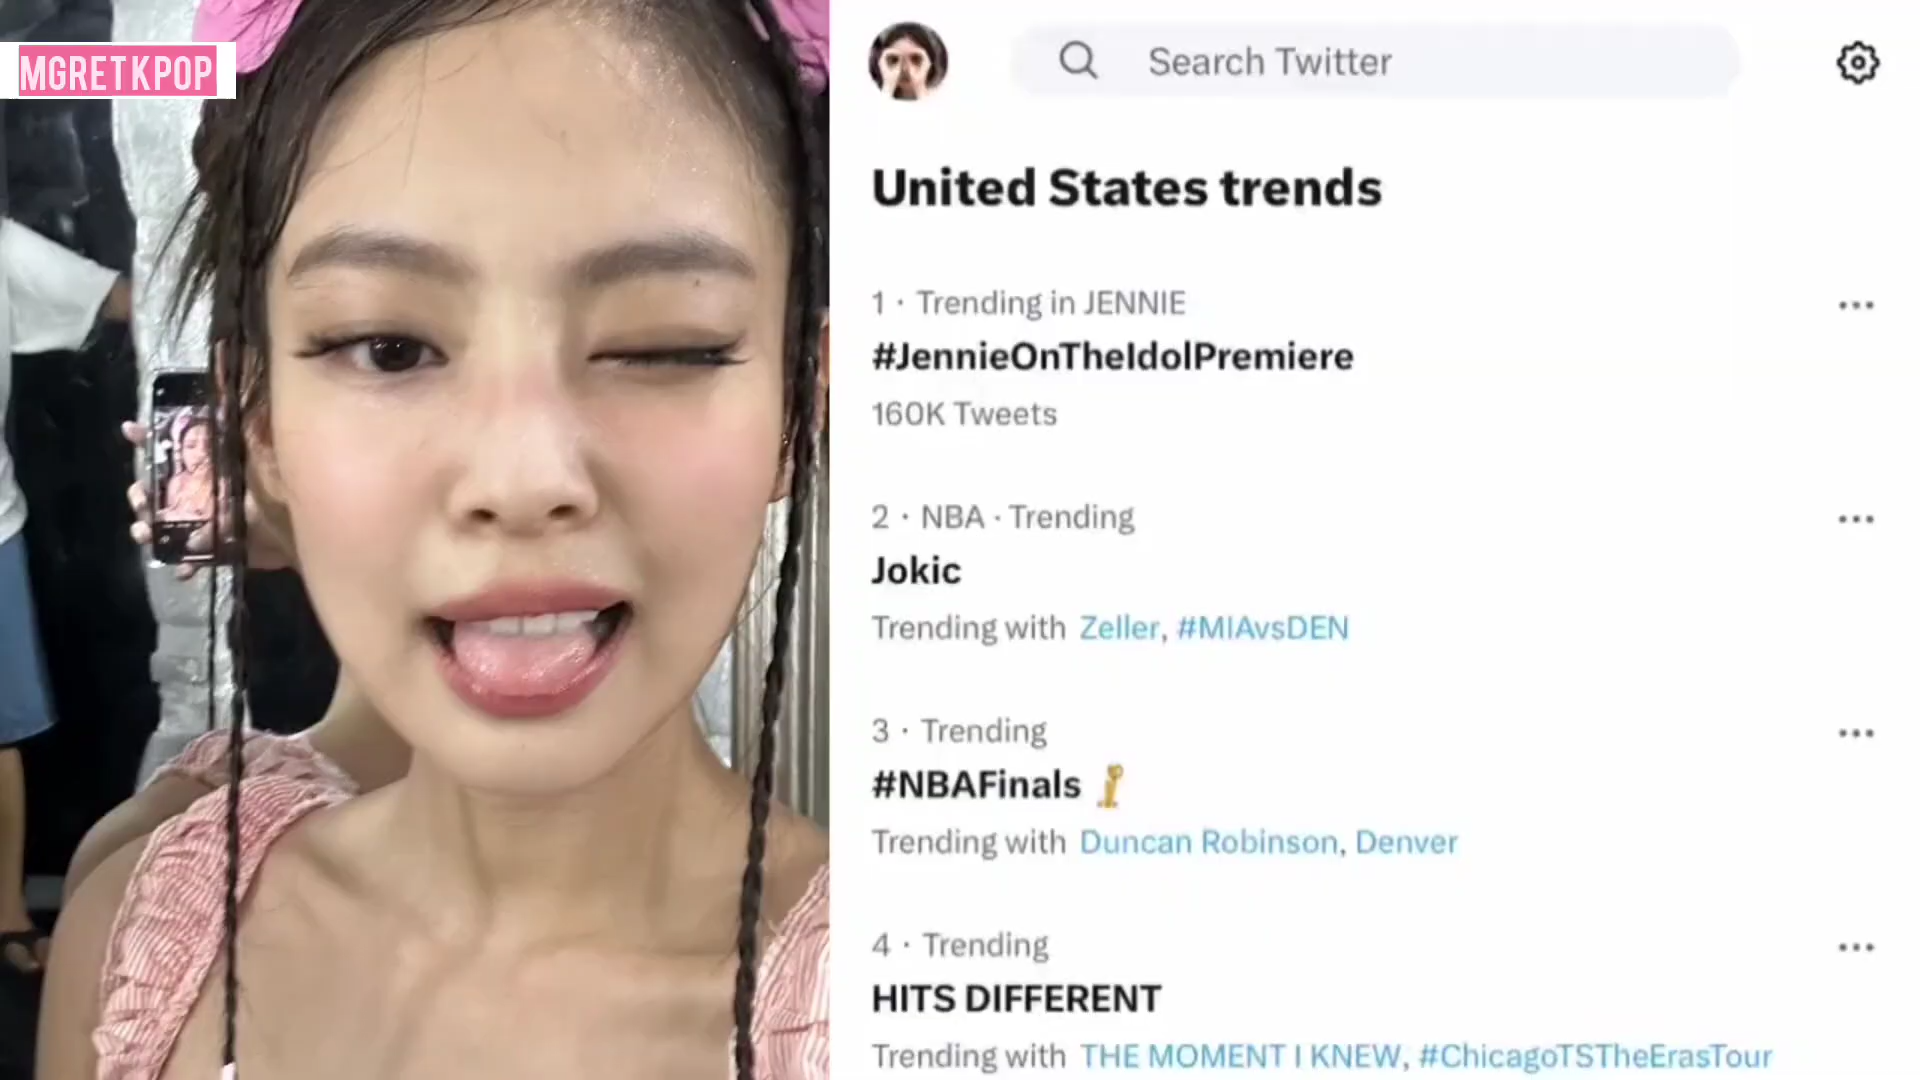 MGRETKPOP
Search Twitter
United States trends
1 · Trending in JENNIE
#JennieOnTheIdolPremiere
160K Tweets
2 · NBA · Trending
Jokic
Trending with Zeller, #MIAvsDEN
3 · Trending
#NBAFinals
Trending with Duncan Robinson, Denver
4 · Trending
HITS DIFFERENT
Trending with THE MOMENT I KNEW, #ChicagoTSTheErasTour